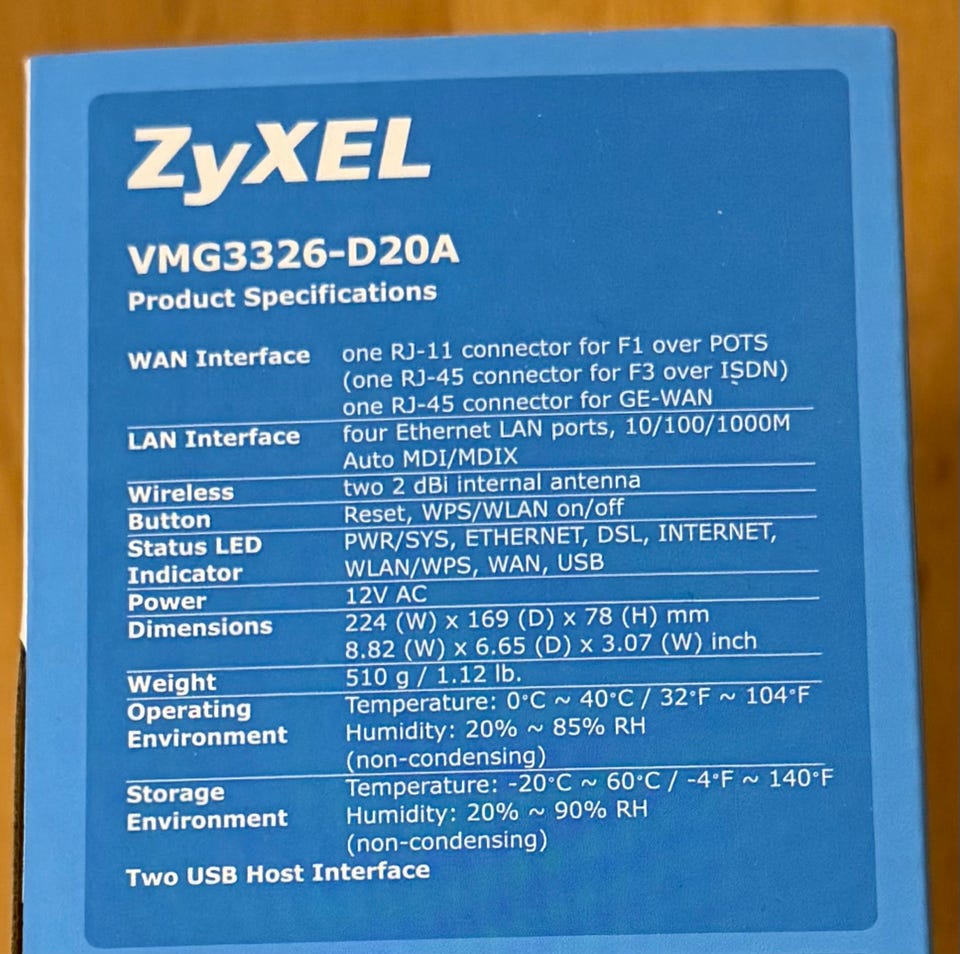 ZyXEL
VMG3326-D20A
Product Specifications
WAN Interface one RJ-11 connector for F1 over POTS
(one RJ-45 connector for F3 over ISDN)
one RJ-45 connector for GE-WAN
LAN Interface four Ethernet LAN ports, 10/100/1000M
Auto MDI/MDIX
Wireless two 2 dBi internal antenna
Button Reset, WPS/WLAN on/off
Status LED PWR/SYS, ETHERNET, DSL, INTERNET,
Indicator WLAN/WPS, WAN, USB
Power 12V AC
Dimensions 224 (W) x 169 (D) x 78 (H) mm
8.82 (W) x 6.65 (D) x 3.07 (W) inch
Weight 510 g / 1.12 lb.
Operating Temperature: 0°C ~ 40°C / 32°F ~ 104°F
Environment Humidity: 20% ~ 85% RH
(non-condensing)
Storage Temperature: -20°C ~ 60°C / -4°F ~ 140°F
Environment Humidity: 20% ~ 90% RH
(non-condensing)
Two USB Host Interface